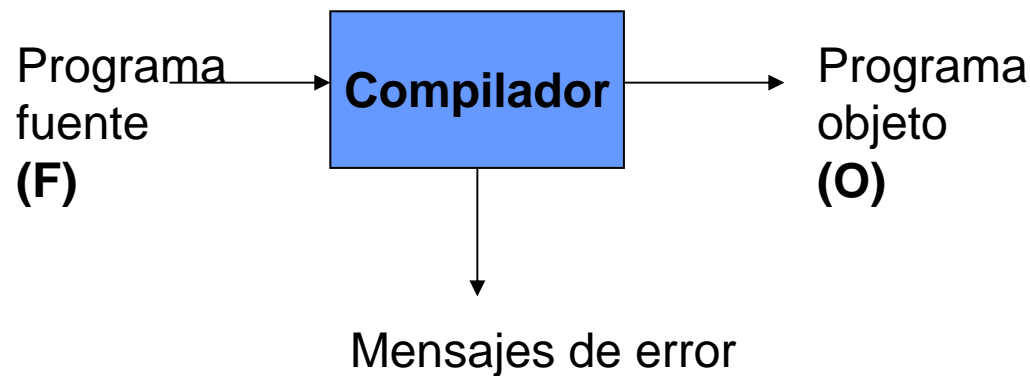 Programa
fuente
(F)
Compilador
Programa
objeto
(O)
Mensajes de error